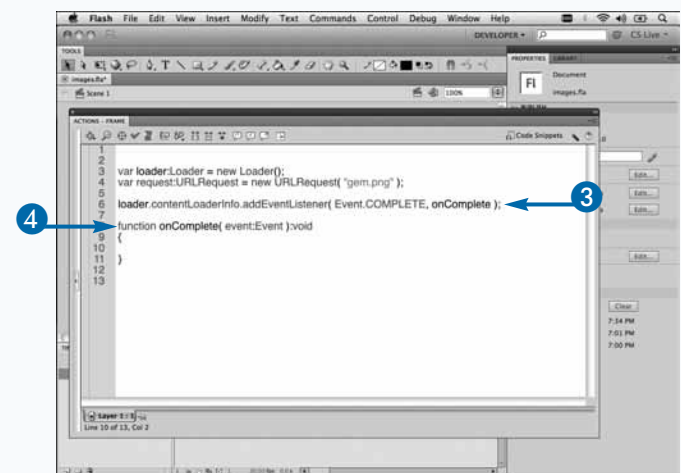 Flash File Edit View Insert Modify Text Commands Control Debug Window Help
DEVELOPER
CS Live
TOOLS
PROPERTIES LIBRARY
images.fla*
Scene 1
100%
Fl
Document
images.fla
ACTIONS - FRAME
Code Snippets
1
2
3 var loader:Loader = new Loader();
4 var request:URLRequest = new URLRequest( "gem.png" );
5
6 loader.contentLoaderInfo.addEventListener( Event.COMPLETE, onComplete );
7
function onComplete( event:Event ):void
9 {
10
11 }
12
13
3
4
Edit...
Edit...
Edit...
Edit...
Clear
7:34 PM
7:01 PM
7:00 PM
Layer 1 : 1
Line 10 of 13, Col 2